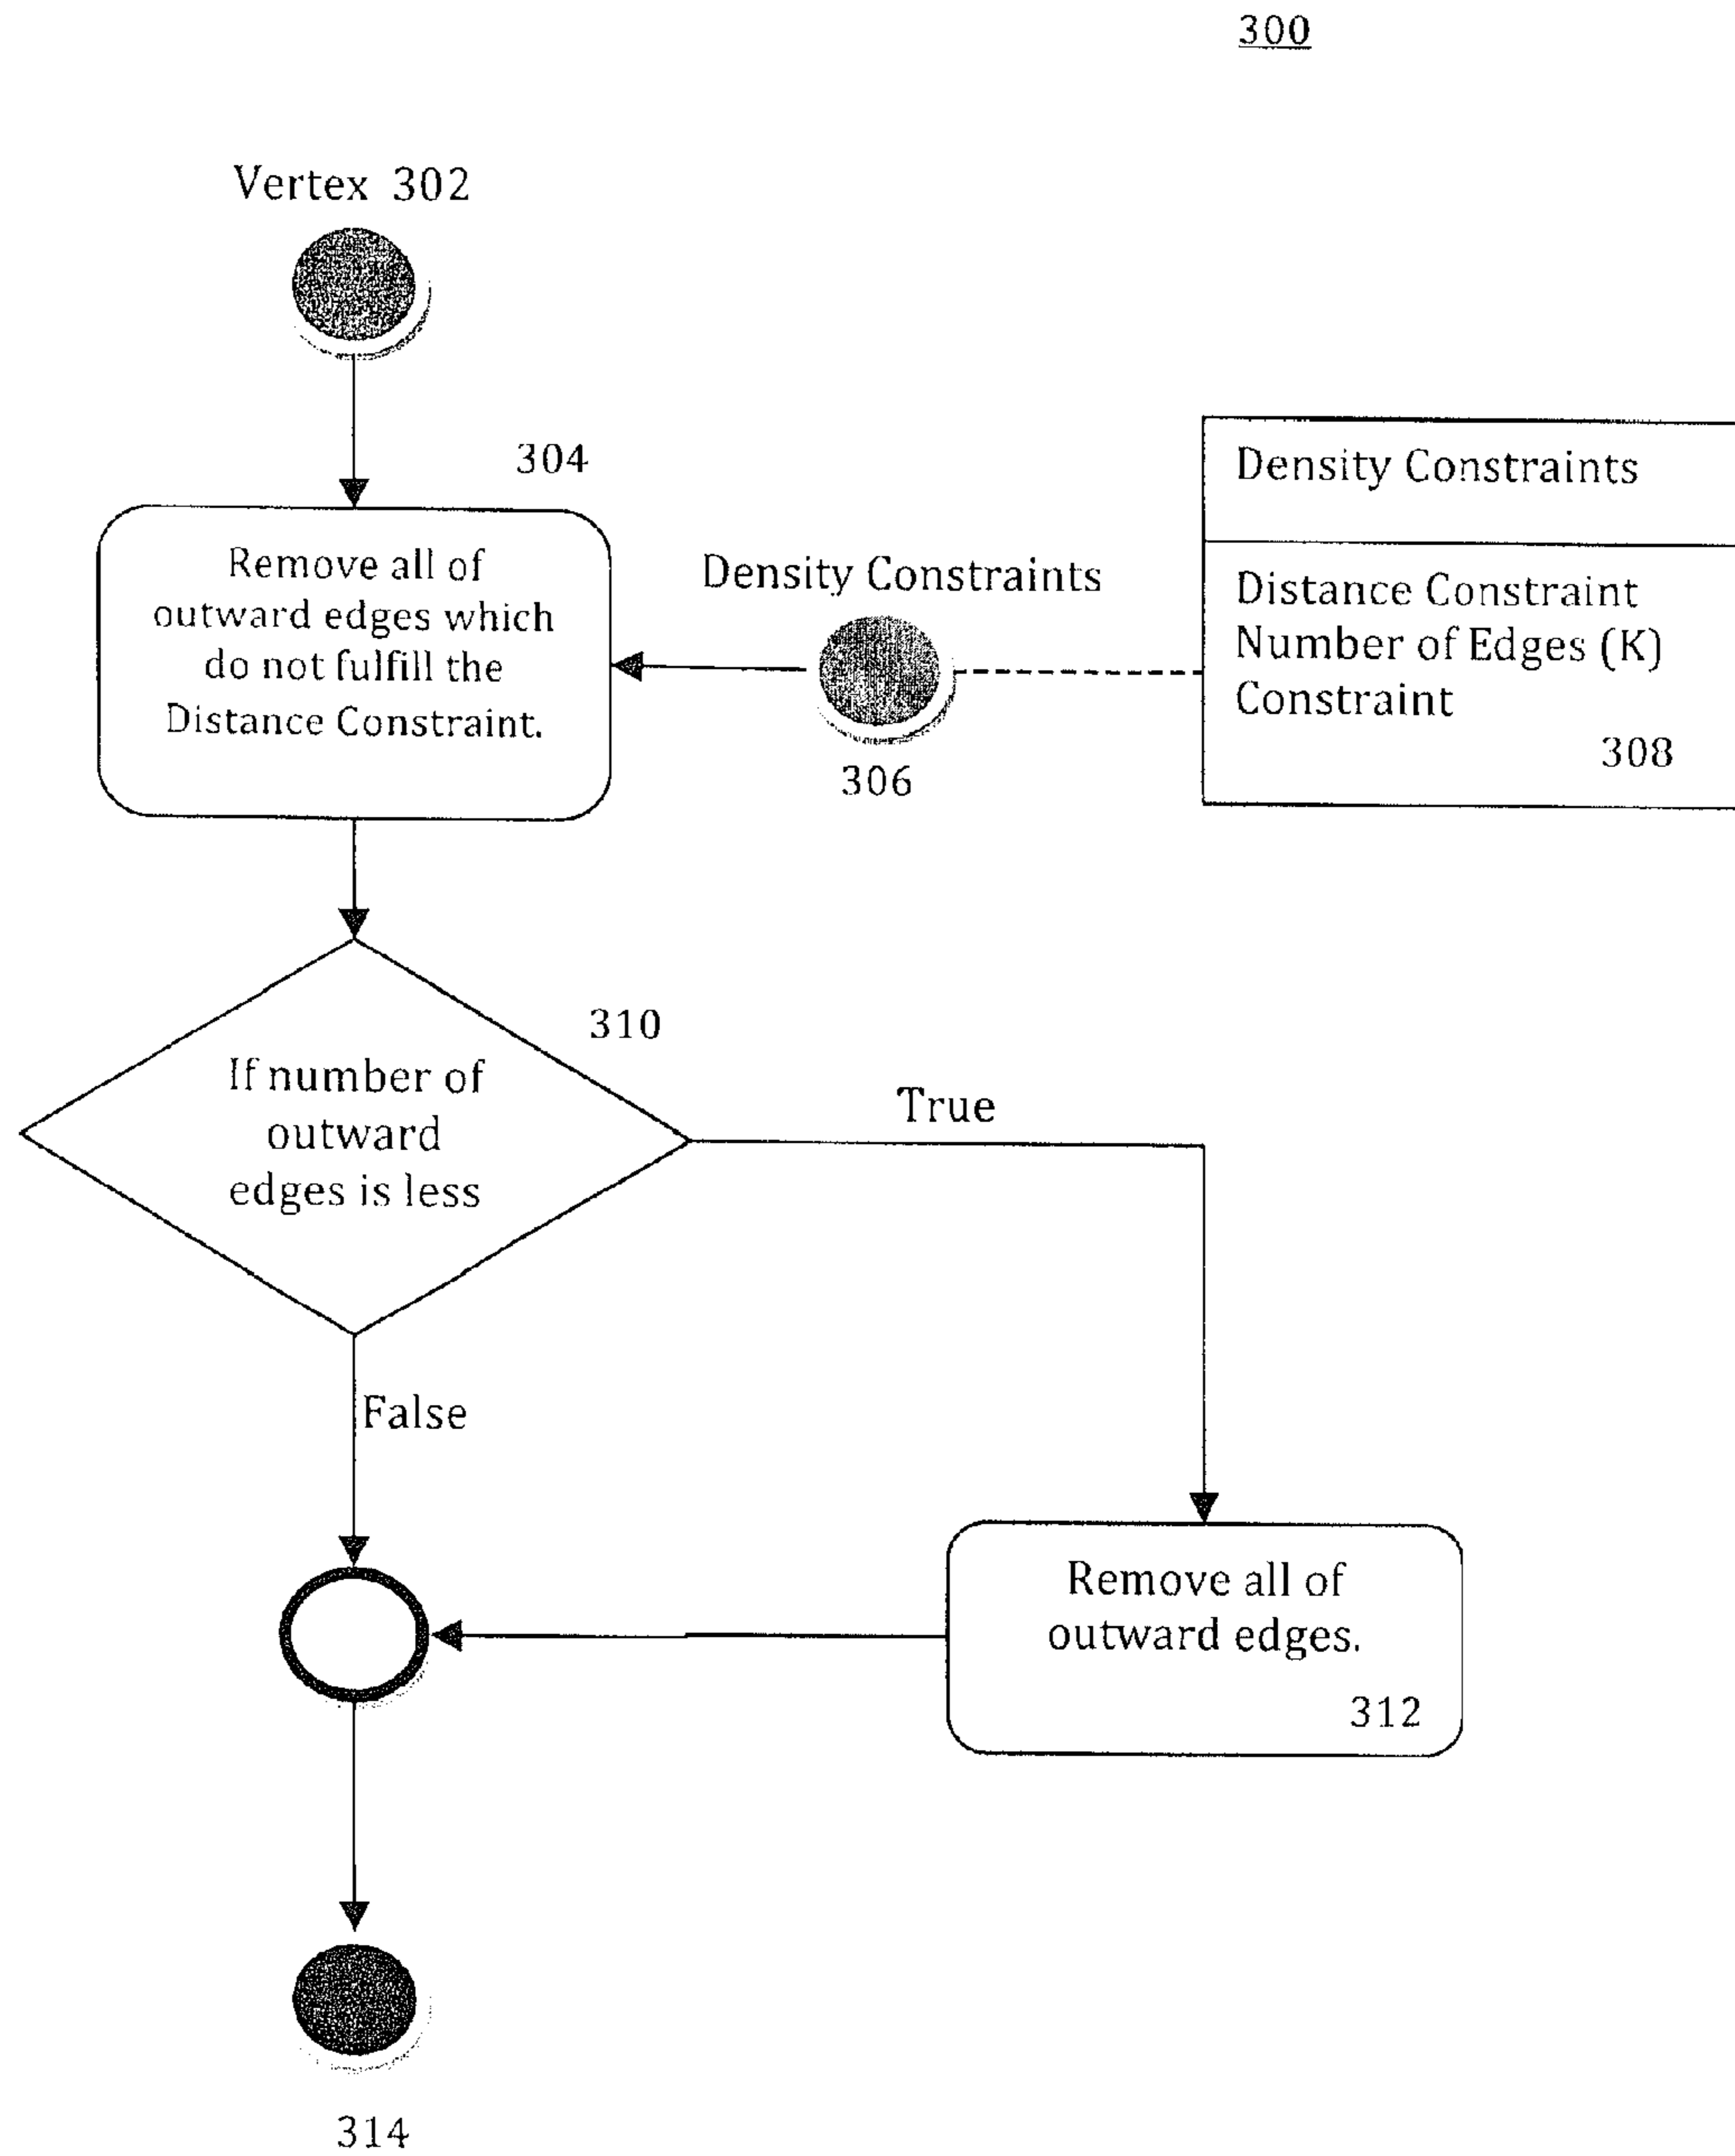 300
Vertex 302
304
Remove all of
outward edges which
do not fulfill the
Distance Constraint.
Density Constraints
306
Density Constraints
Distance Constraint
Number of Edges (K)
Constraint
308
310
If number of
outward
edges is less
True
False
Remove all of
outward edges.
312
314